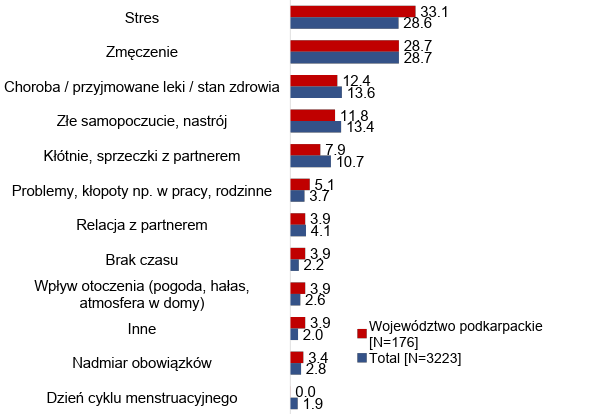 Stres
33.1
28.6
Zmęczenie
28.7
28.7
Choroba / przyjmowane leki / stan zdrowia
12.4
13.6
Złe samopoczucie, nastrój
11.8
13.4
Kłótnie, sprzeczki z partnerem
7.9
10.7
Problemy, kłopoty np. w pracy, rodzinne
5.1
3.7
Relacja z partnerem
3.9
4.1
Brak czasu
3.9
2.2
Wpływ otoczenia (pogoda, hałas,
atmosfera w domy)
3.9
2.6
Inne
3.9
2.0
Nadmiar obowiązków
3.4
2.8
Dzień cyklu menstruacyjnego
0.0
1.9
Województwo podkarpackie
[N=176]
Total [N=3223]